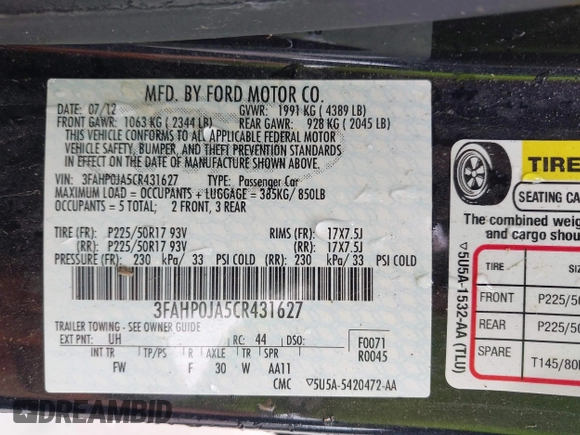 MFD. BY FORD MOTOR CO.
DATE: 07/12 GVWR: 1991 KG ( 4389 LB)
FRONT GAWR: 1063 KG ( 2344 LB) REAR GAWR: 928 KG ( 2045 LB)
THIS VEHICLE CONFORMS TO ALL APPLICABLE FEDERAL MOTOR
VEHICLE SAFETY, BUMPER, AND THEFT PREVENTION STANDARDS
IN EFFECT ON THE DATE OF MANUFACTURE SHOWN ABOVE.
VIN: 3FAHP0JA5CR431627 TYPE: Passenger Car
MAXIMUM LOAD = OCCUPANTS + LUGGAGE = 385KG/ 850LB
OCCUPANTS = 5 TOTAL; 2 FRONT, 3 REAR
TIRE (FR): P225/50R17 93V RIMS (FR): 17X7.5J
(RR): P225/50R17 93V (RR): 17X7.5J
PRESSURE (FR): 230 kPa/ 33 PSI COLD (RR): 230 kPa/ 33 PSI COLD
3FAHP0JA5CR431627
TRAILER TOWING - SEE OWNER GUIDE
EXT PNT: UH RC: 44 DSO: F0071
R0045
INT TR TP/PS R AXLE TR SPR
FW F 30 W AA11
CMC ▽5U5A-5420472-AA
▽5U5A-1532-AA (TLU)
TIRE
SEATING CA
The combined weig
and cargo shou
TIRE SIZ
FRONT P225/50
REAR P225/50
SPARE T145/80
DREAMBID